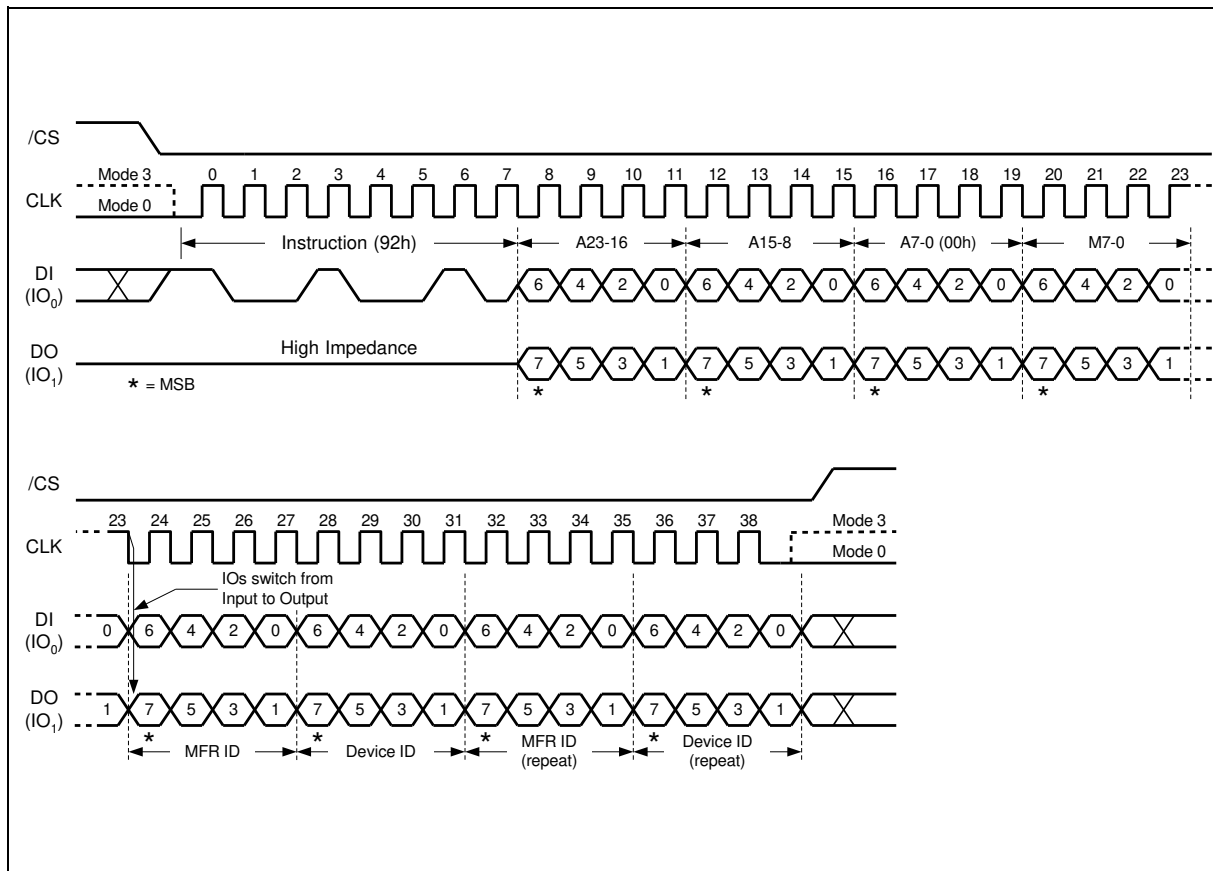 /CS
Mode 3
0 1 2 3 4 5 6 7 8 9 10 11 12 13 14 15 16 17 18 19 20 21 22 23
CLK
Mode 0
Instruction (92h) A23-16 A15-8 A7-0 (00h) M7-0
DI
(IO0)
6 4 2 0 6 4 2 0 6 4 2 0 6 4 2 0
High Impedance
DO
(IO1)
7 5 3 1 7 5 3 1 7 5 3 1 7 5 3 1
* * * *
* = MSB
/CS
23 24 25 26 27 28 29 30 31 32 33 34 35 36 37 38
Mode 3
CLK
Mode 0
IOs switch from
Input to Output
DI
(IO0)
0 6 4 2 0 6 4 2 0 6 4 2 0 6 4 2 0
DO
(IO1)
1 7 5 3 1 7 5 3 1 7 5 3 1 7 5 3 1
* * * *
MFR ID Device ID MFR ID
(repeat)
Device ID
(repeat)